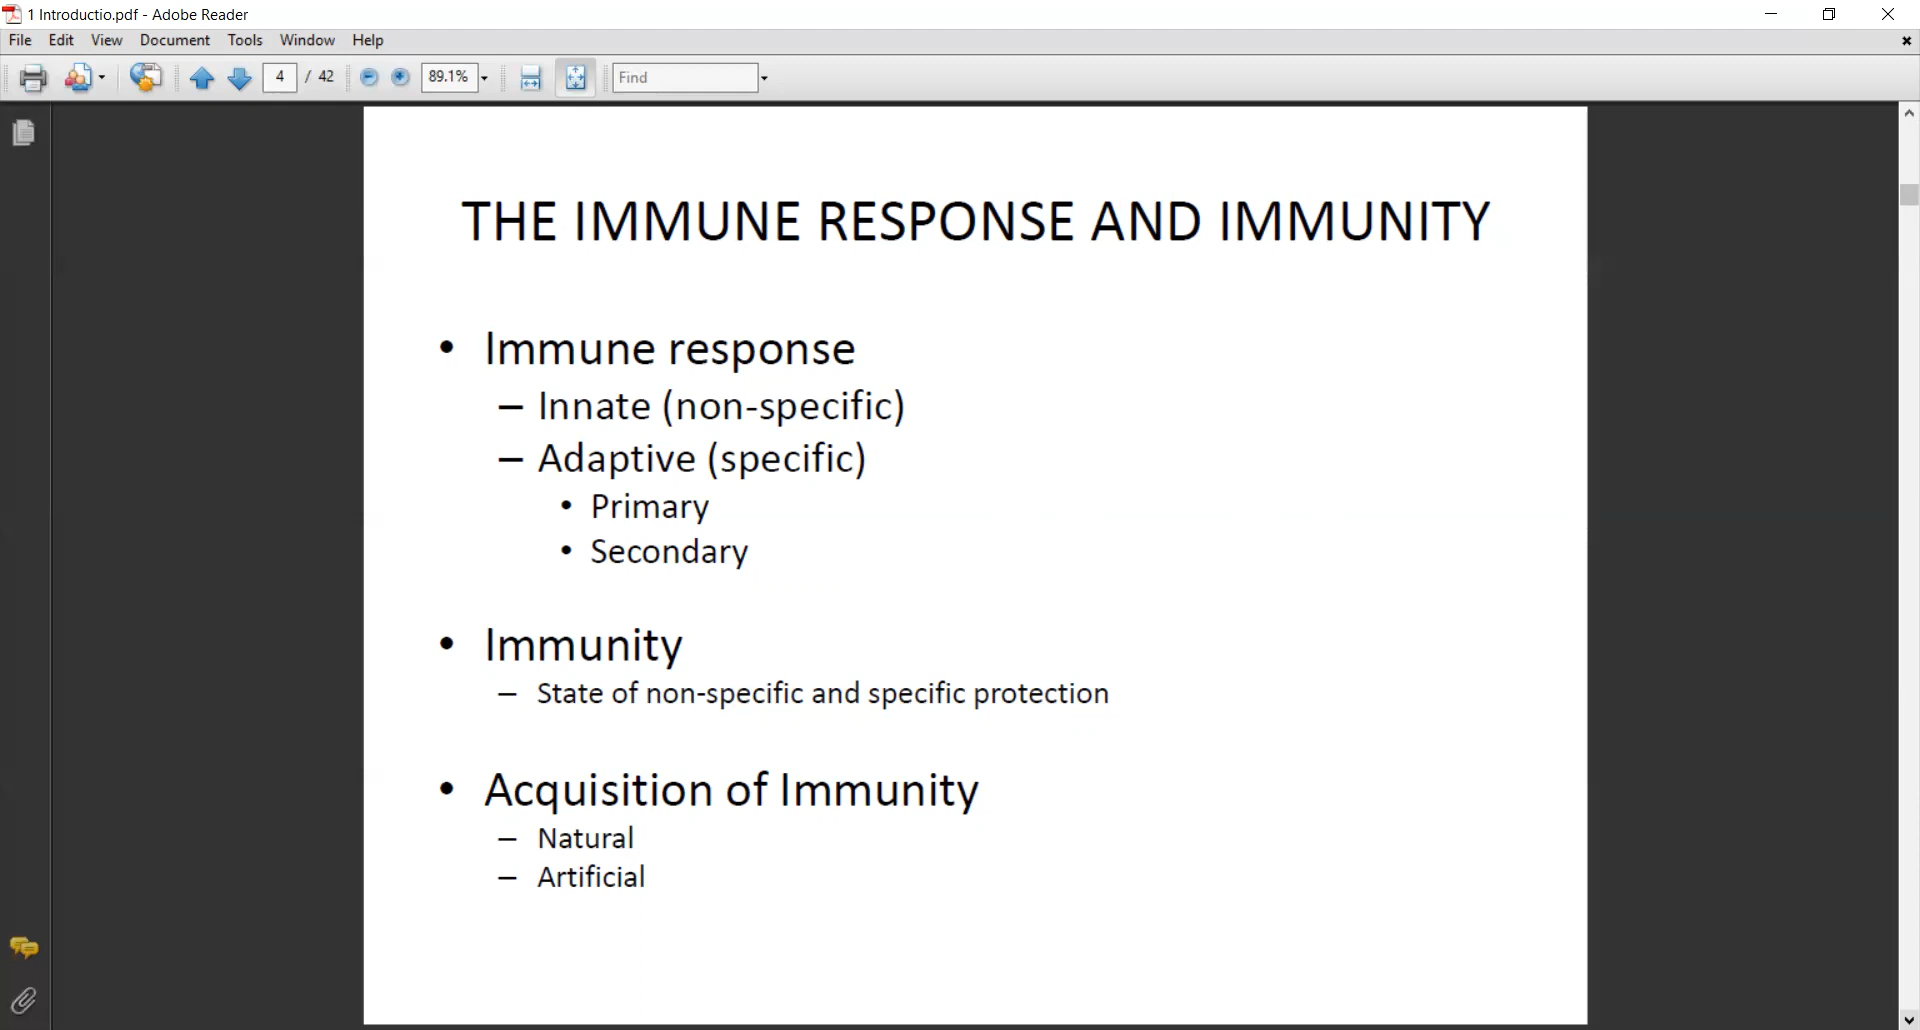 1 Introductio.pdf - Adobe Reader
File Edit View Document Tools Window Help
4 / 42 89.1% Find
THE IMMUNE RESPONSE AND IMMUNITY
• Immune response
– Innate (non-specific)
– Adaptive (specific)
• Primary
• Secondary
• Immunity
– State of non-specific and specific protection
• Acquisition of Immunity
– Natural
– Artificial